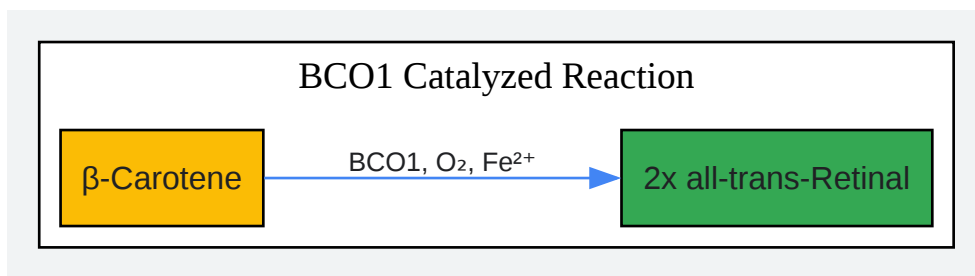 BCO1 Catalyzed Reaction
β-Carotene
BCO1, O₂, Fe²⁺
2x all-trans-Retinal